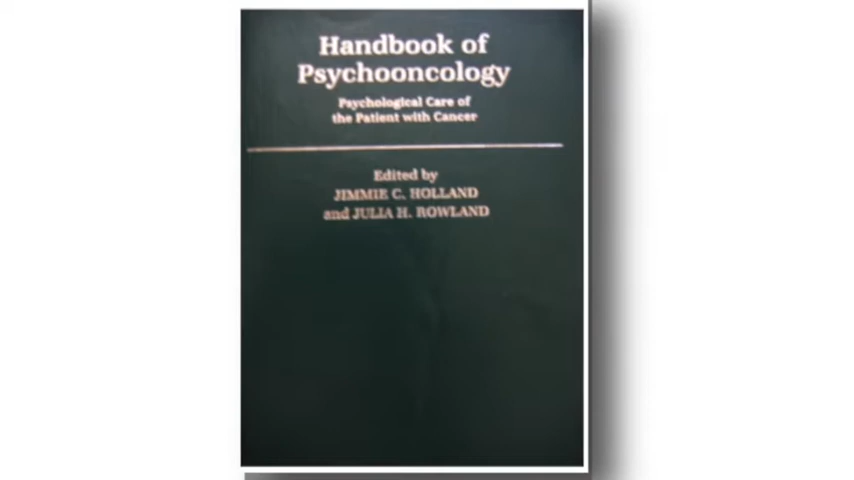 Handbook of
Psychooncology
Psychological Care of
the Patient with Cancer
Edited by
JIMMIE C. HOLLAND
and JULIA H. ROWLAND